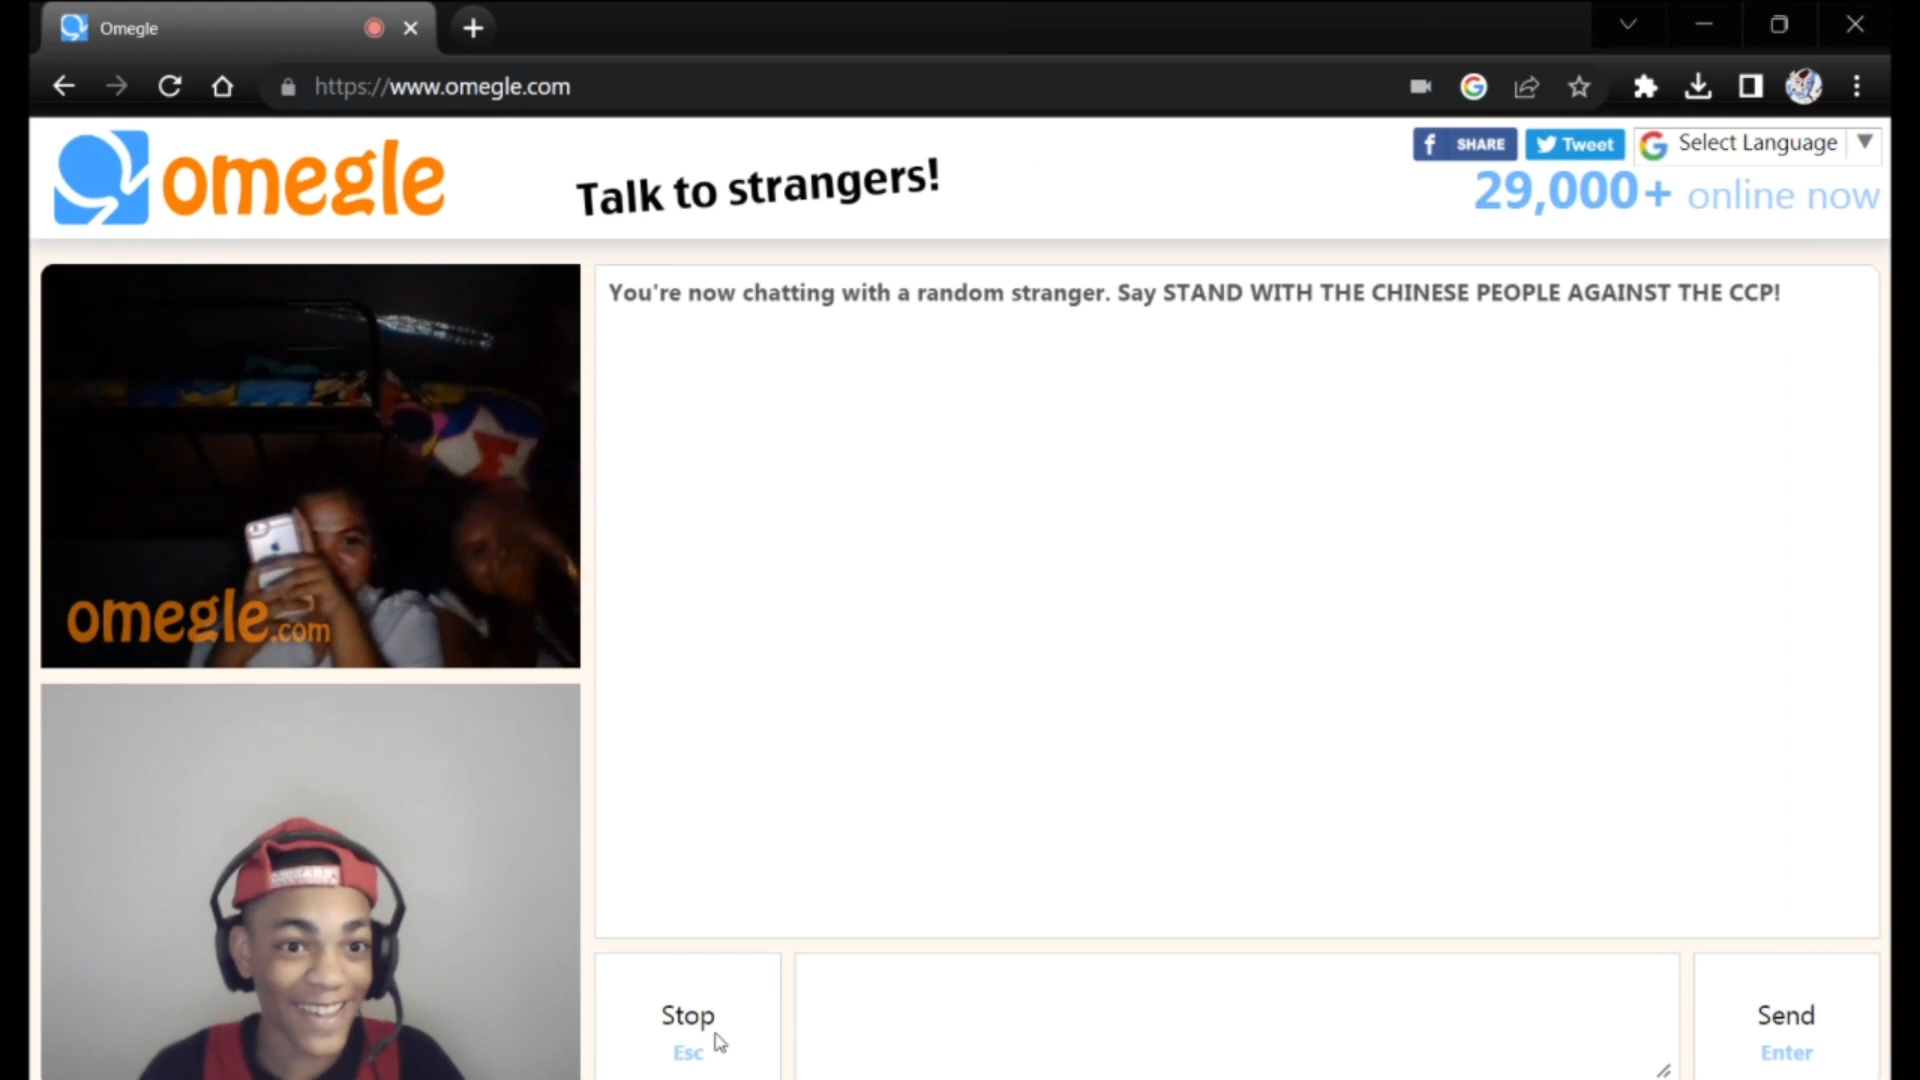 Omegle
https://www.omegle.com
omegle
Talk to strangers!
f SHARE
Tweet
G Select Language
29,000+ online now
You're now chatting with a random stranger. Say STAND WITH THE CHINESE PEOPLE AGAINST THE CCP!
omegle.com
Stop
Esc
Send
Enter